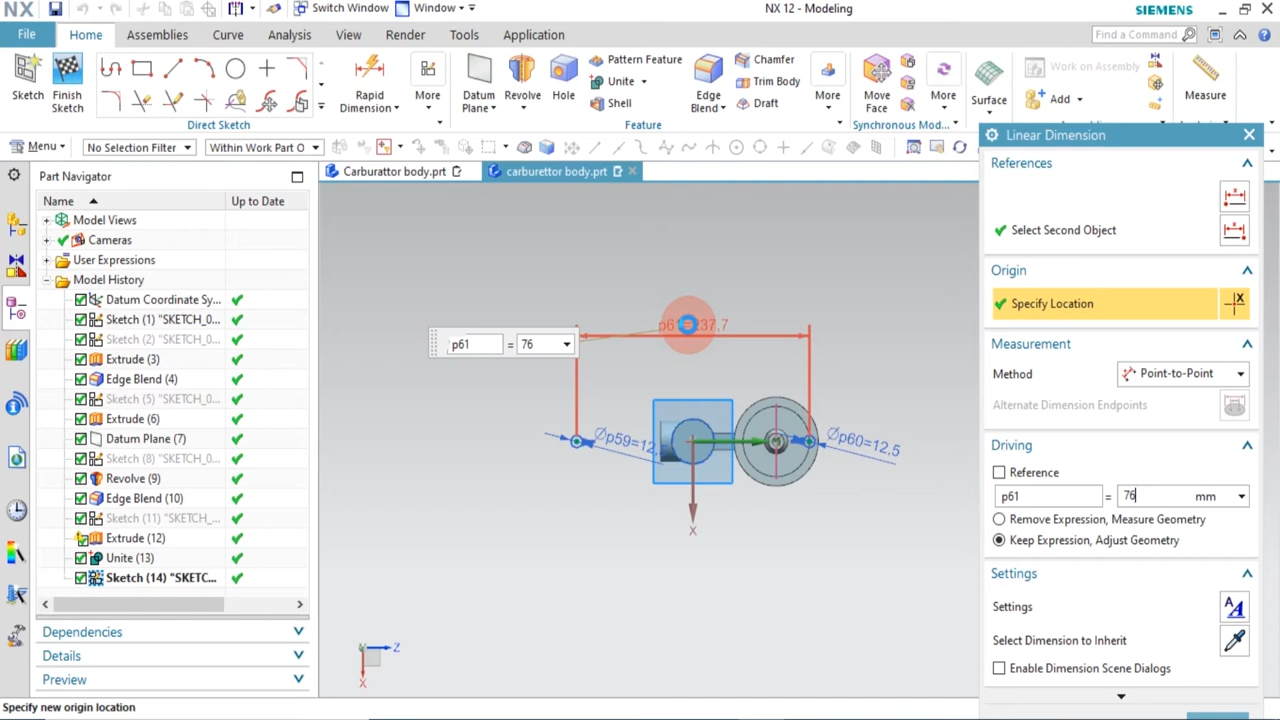 NX Switch Window Window NX 12 - Modeling SIEMENS
File Home Assemblies Curve Analysis View Render Tools Application Find a Command
Sketch Finish Sketch Rapid Dimension More Datum Plane Revolve Hole Pattern Feature Unite Shell Edge Blend Chamfer Trim Body Draft More Move Face More Surface Work on Assembly Add Measure
Direct Sketch Feature Synchronous Mod...
Menu No Selection Filter Within Work Part O
Part Navigator
Carburattor body.prt carburettor body.prt
Name Up to Date
Model Views
Cameras
User Expressions
Model History
Datum Coordinate Sy...
Sketch (1) "SKETCH_0...
Sketch (2) "SKETCH_0...
Extrude (3)
Edge Blend (4)
Sketch (5) "SKETCH_0...
Extrude (6)
Datum Plane (7)
Sketch (8) "SKETCH_0...
Revolve (9)
Edge Blend (10)
Sketch (11) "SKETCH_...
Extrude (12)
Unite (13)
Sketch (14) "SKETC...
Dependencies
Details
Preview
Specify new origin location
p61 = 76
∅p60=12.5
X
Z
X
Linear Dimension
References
Select Second Object
Origin
Specify Location
Measurement
Method Point-to-Point
Alternate Dimension Endpoints
Driving
Reference
p61 = 76 mm
Remove Expression, Measure Geometry
Keep Expression, Adjust Geometry
Settings
Settings
Select Dimension to Inherit
Enable Dimension Scene Dialogs